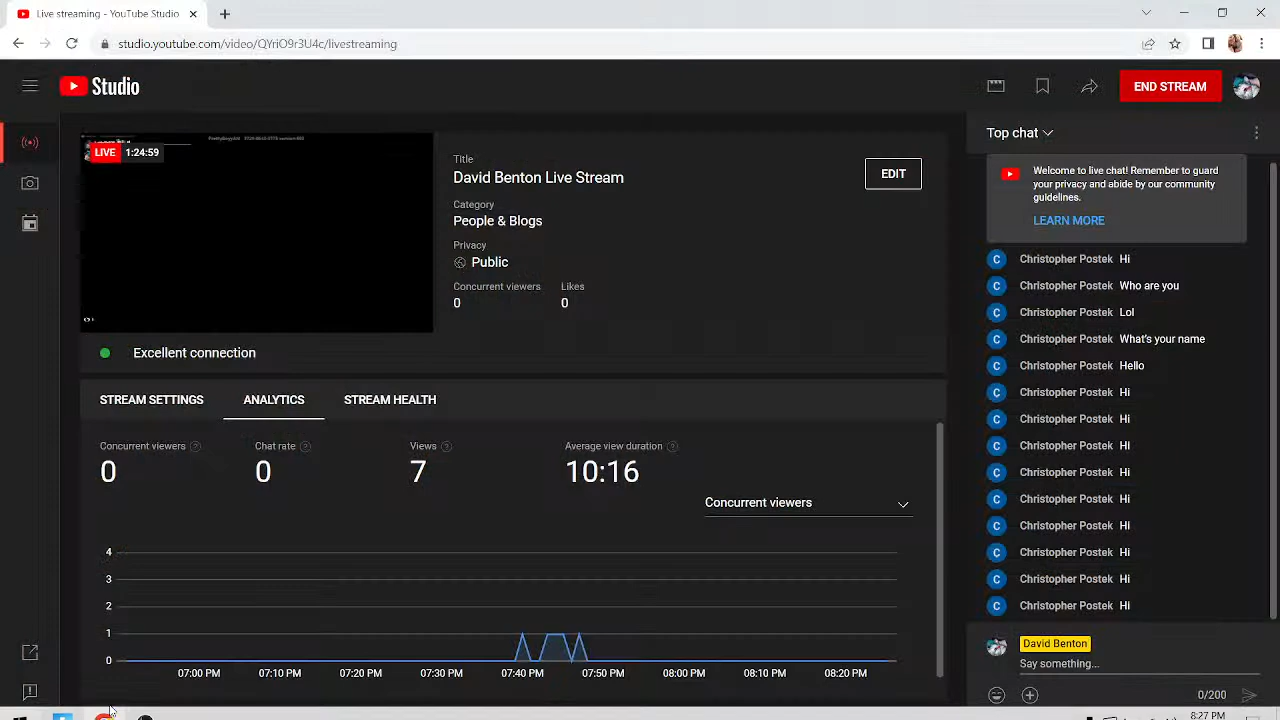 Live streaming - YouTube Studio
studio.youtube.com/video/QYriO9r3U4c/livestreaming
Studio
END STREAM
LIVE 1:24:59
Title
David Benton Live Stream
EDIT
Category
People & Blogs
Privacy
Public
Concurrent viewers Likes
0 0
Excellent connection
STREAM SETTINGS ANALYTICS STREAM HEALTH
Concurrent viewers Chat rate Views Average view duration
0 0 7 10:16
Concurrent viewers
4
3
2
1
0
07:00 PM 07:10 PM 07:20 PM 07:30 PM 07:40 PM 07:50 PM 08:00 PM 08:10 PM 08:20 PM
Top chat
Welcome to live chat! Remember to guard
your privacy and abide by our community
guidelines.
LEARN MORE
C Christopher Postek Hi
C Christopher Postek Who are you
C Christopher Postek Lol
C Christopher Postek What's your name
C Christopher Postek Hello
C Christopher Postek Hi
C Christopher Postek Hi
C Christopher Postek Hi
C Christopher Postek Hi
C Christopher Postek Hi
C Christopher Postek Hi
C Christopher Postek Hi
C Christopher Postek Hi
C Christopher Postek Hi
David Benton
Say something...
0/200
8:27 PM